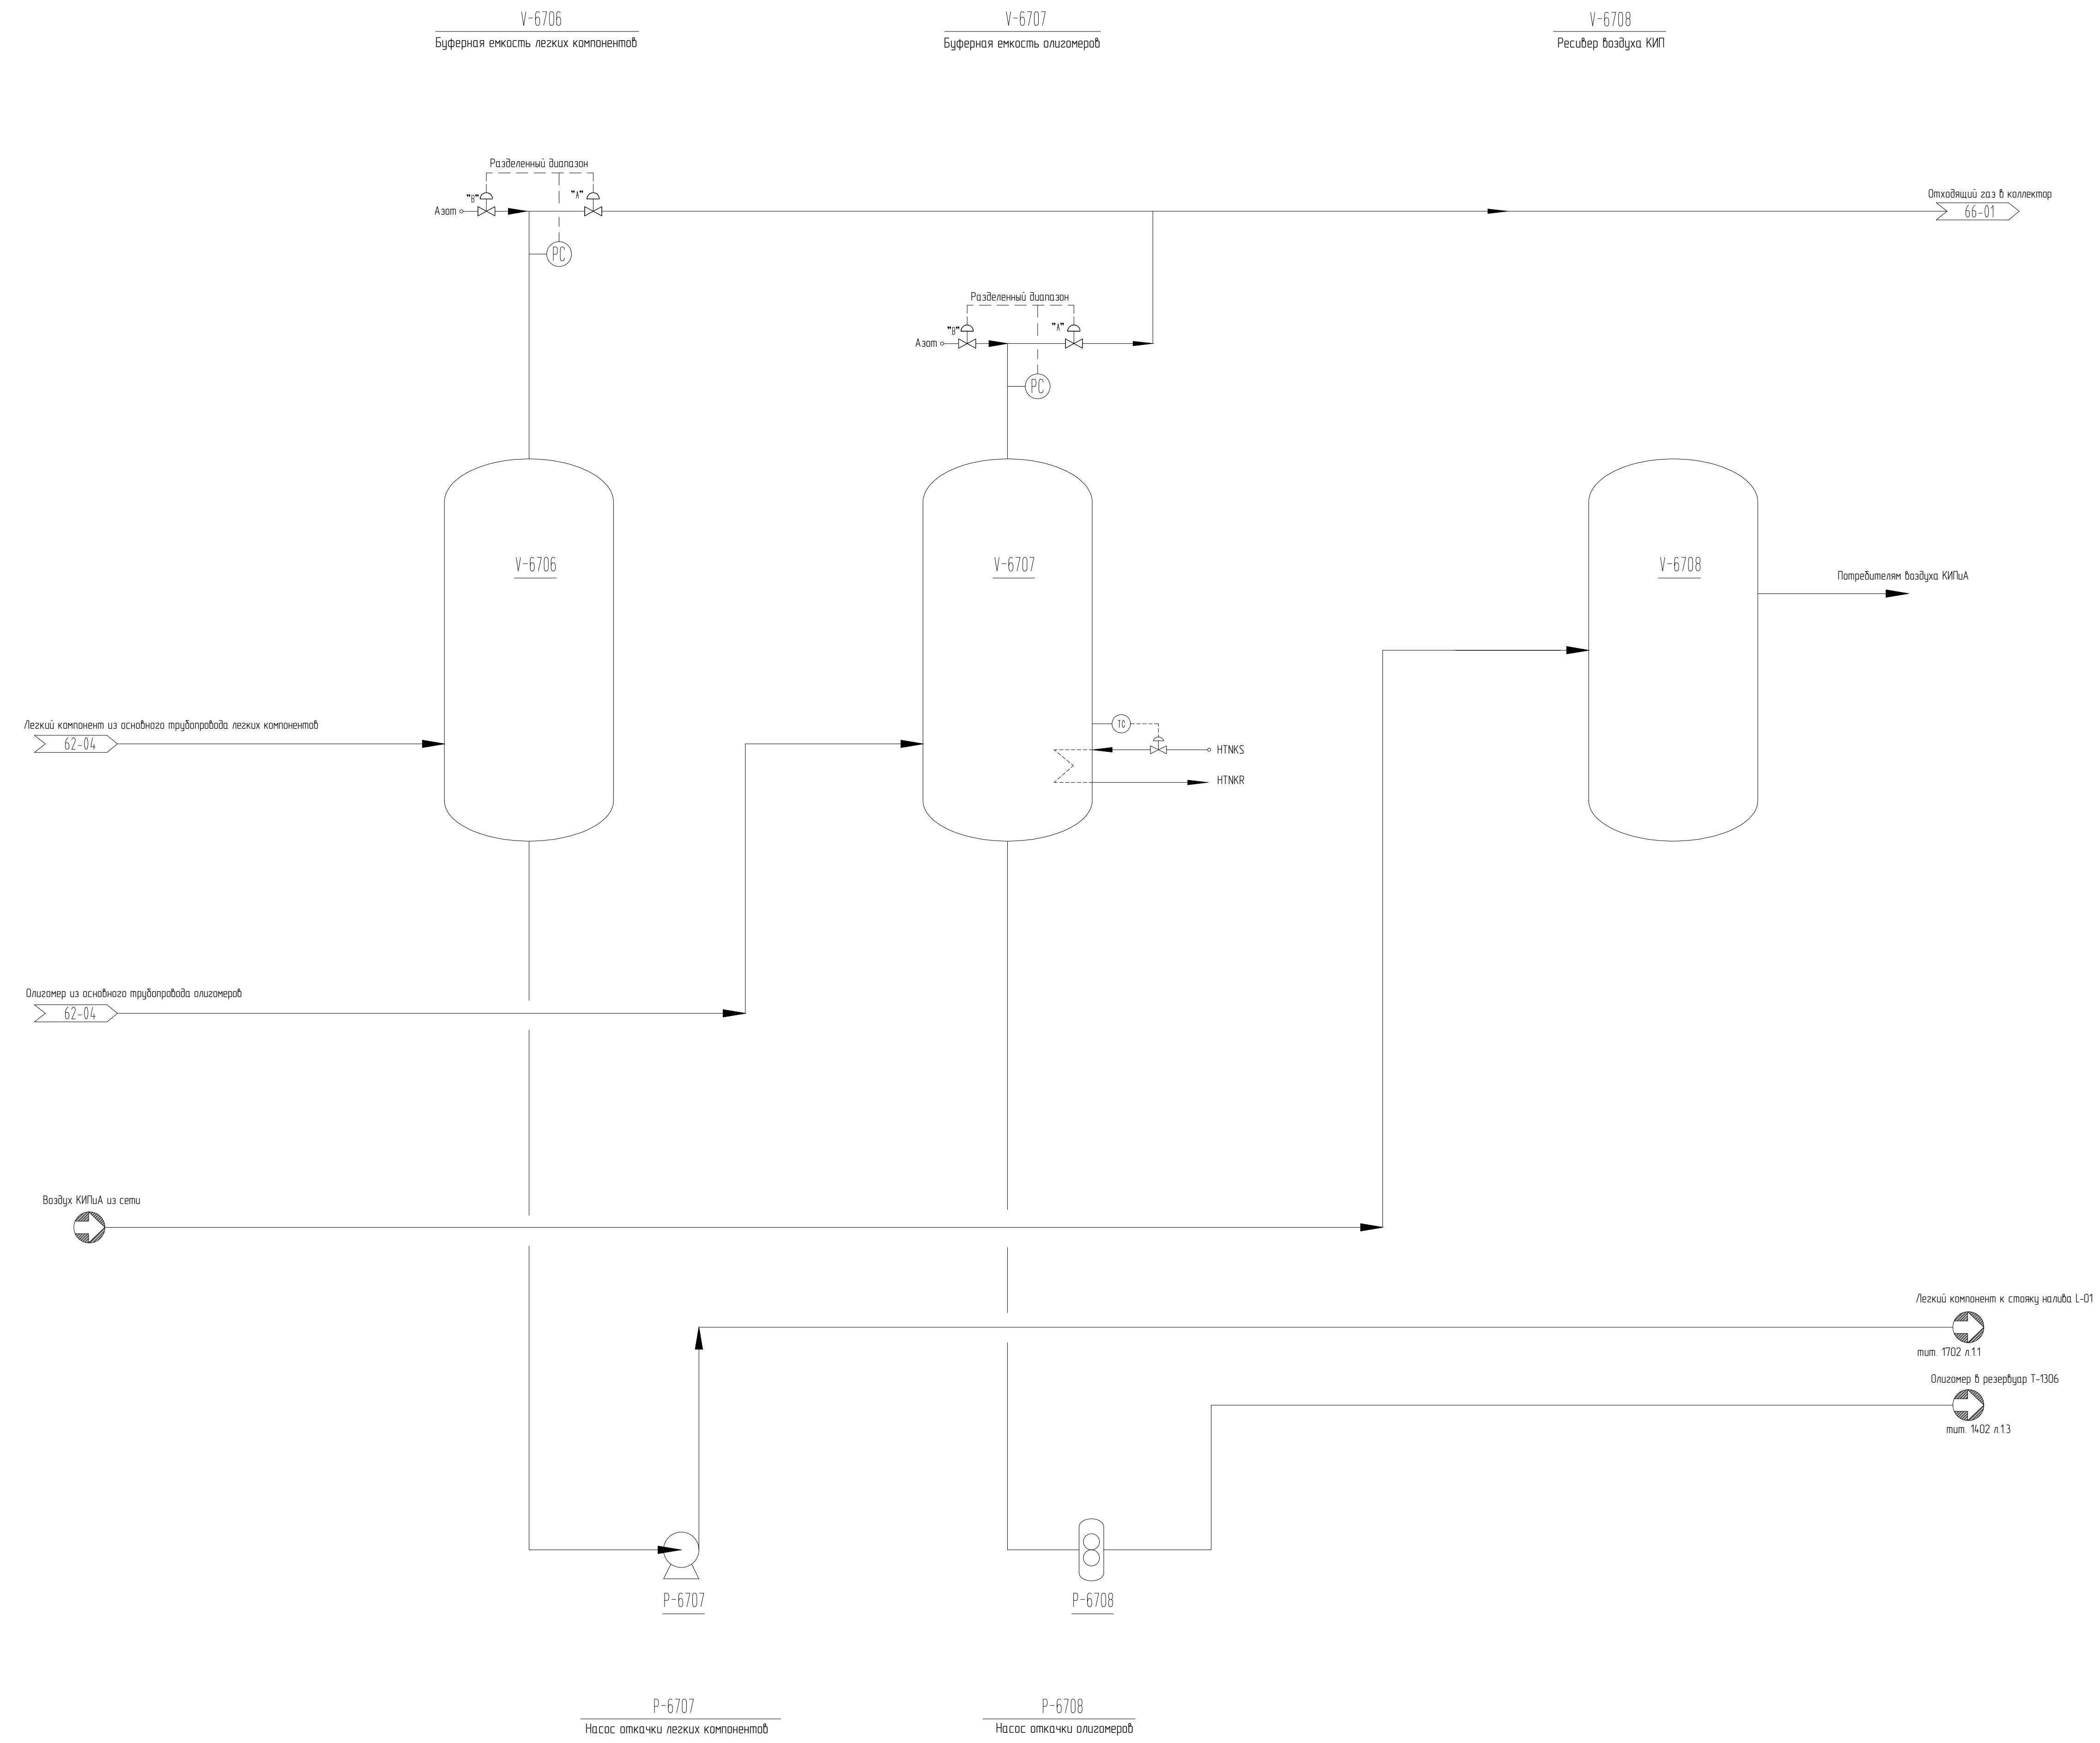 V-6706
Буферная емкость легких компонентов
V-6707
Буферная емкость олигомеров
V-6708
Ресивер воздуха КИП
Разделенный диапазон
"В"
"А"
Азот
РС
Отходящий газ в коллектор
66-01
Разделенный диапазон
"В"
"А"
Азот
РС
V-6706
V-6707
V-6708
Потребителям воздуха КИПиА
Легкий компонент из основного трубопровода легких компонентов
62-04
ТС
HTNKS
HTNKR
Олигомер из основного трубопровода олигомеров
62-04
Воздух КИПиА из сети
Легкий компонент к стояку налива L-01
тит. 1702 л.1.1
Олигомер в резервуар Т-1306
тит. 1402 л.1.3
P-6707
P-6708
P-6707
Насос откачки легких компонентов
P-6708
Насос откачки олигомеров